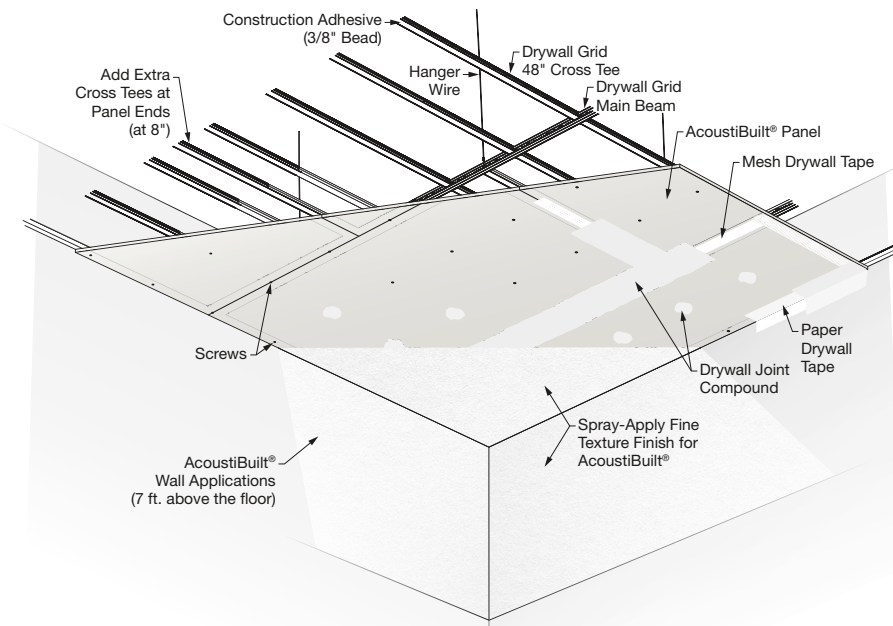 Construction Adhesive
(3/8" Bead)
Drywall Grid
48" Cross Tee
Hanger
Wire
Drywall Grid
Main Beam
Add Extra
Cross Tees at
Panel Ends
(at 8")
AcoustiBuilt® Panel
Mesh Drywall Tape
Screws
Paper
Drywall
Tape
Drywall Joint
Compound
Spray-Apply Fine
Texture Finish for
AcoustiBuilt®
AcoustiBuilt®
Wall Applications
(7 ft. above the floor)